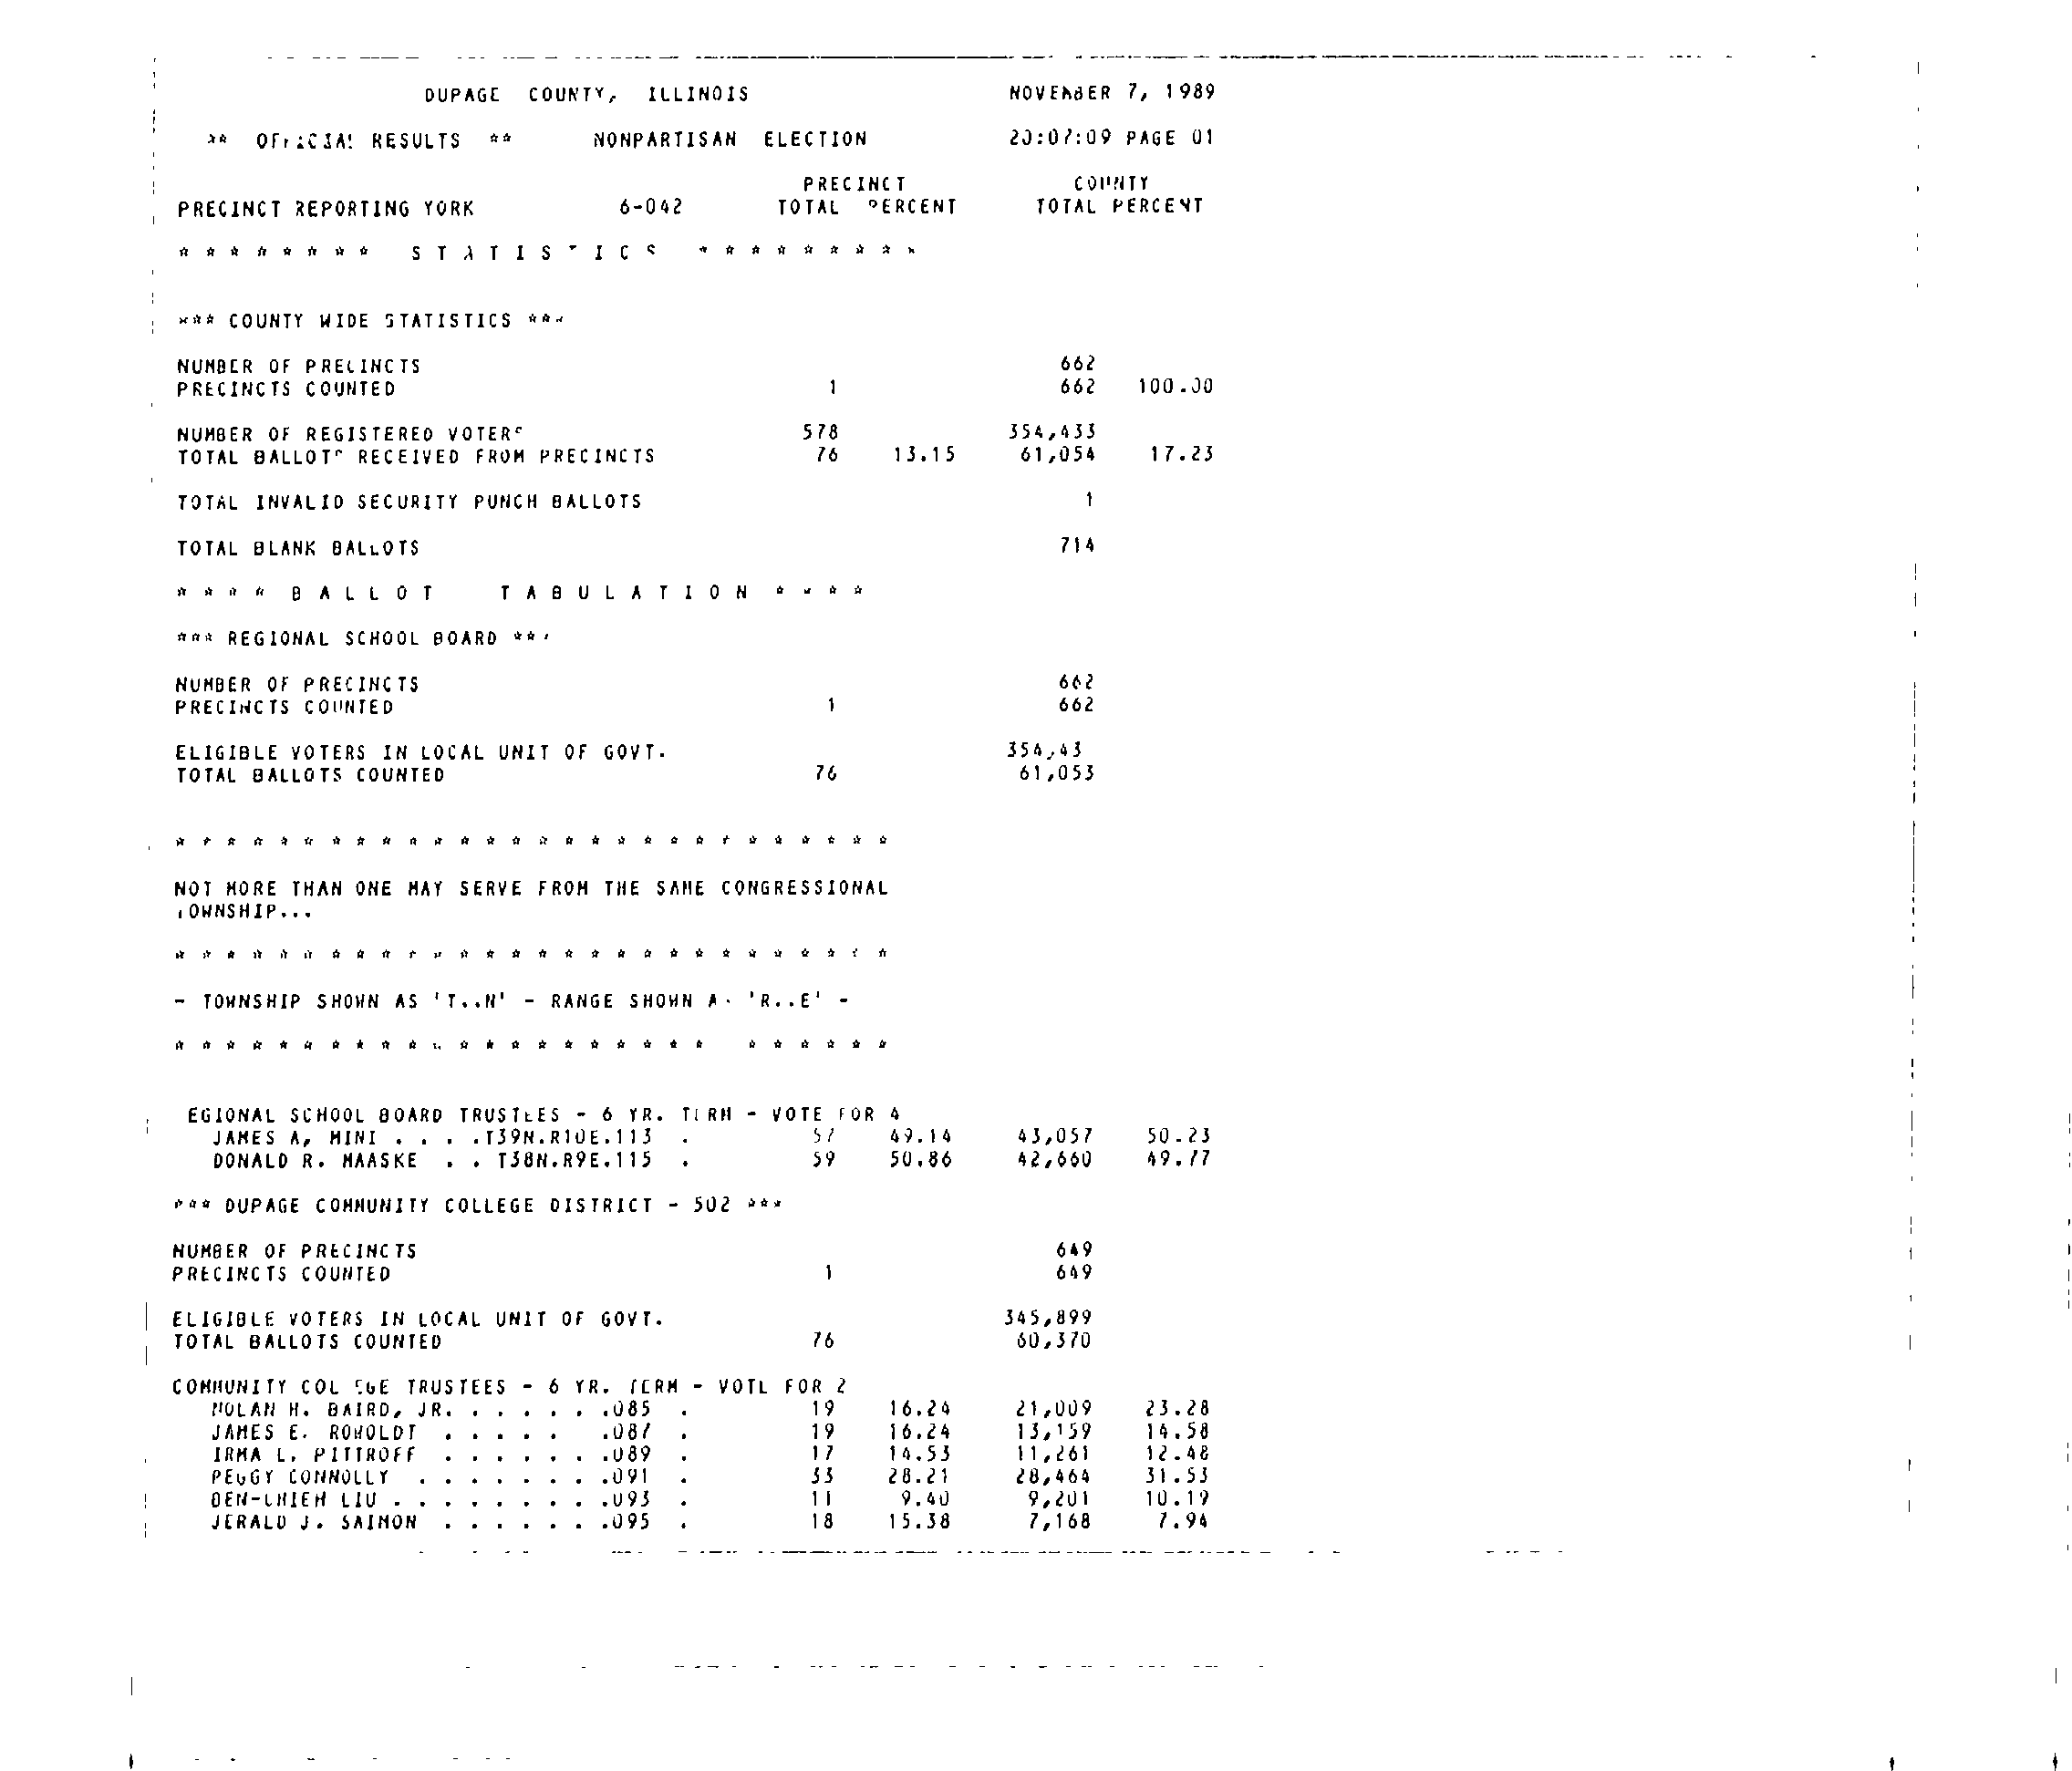 DUPAGE COUNTY, ILLINOIS NOVEMBER 7, 1989
** OFFICIAL RESULTS ** NONPARTISAN ELECTION 20:07:09 PAGE 01
PRECINCT COUNTY
PRECINCT REPORTING YORK 6-042 TOTAL PERCENT TOTAL PERCENT
* * * * * * * * S T A T I S T I C S * * * * * * * * *
*** COUNTY WIDE STATISTICS ***
NUMBER OF PRECINCTS 662
PRECINCTS COUNTED 1 662 100.00
NUMBER OF REGISTERED VOTERS 578 354,433
TOTAL BALLOTS RECEIVED FROM PRECINCTS 76 13.15 61,054 17.23
TOTAL INVALID SECURITY PUNCH BALLOTS 1
TOTAL BLANK BALLOTS 714
* * * * B A L L O T T A B U L A T I O N * * * *
*** REGIONAL SCHOOL BOARD ***
NUMBER OF PRECINCTS 662
PRECINCTS COUNTED 1 662
ELIGIBLE VOTERS IN LOCAL UNIT OF GOVT. 354,43
TOTAL BALLOTS COUNTED 76 61,053
* * * * * * * * * * * * * * * * * * * * * * * * * * * *
NOT MORE THAN ONE MAY SERVE FROM THE SAME CONGRESSIONAL
TOWNSHIP...
* * * * * * * * * * * * * * * * * * * * * * * * * * * *
- TOWNSHIP SHOWN AS 'T..N' - RANGE SHOWN AS 'R..E' -
* * * * * * * * * * * * * * * * * * * * * * * * * * *
EGIONAL SCHOOL BOARD TRUSTEES - 6 YR. TERM - VOTE FOR 4
JAMES A, MINI . . . .T39N.R10E.113 . 57 49.14 43,057 50.23
DONALD R. MAASKE . . T38N.R9E.115 . 59 50.86 42,660 49.77
*** DUPAGE COMMUNITY COLLEGE DISTRICT - 502 ***
NUMBER OF PRECINCTS 649
PRECINCTS COUNTED 1 649
ELIGIBLE VOTERS IN LOCAL UNIT OF GOVT. 345,899
TOTAL BALLOTS COUNTED 76 60,370
COMMUNITY COLLEGE TRUSTEES - 6 YR. TERM - VOTE FOR 2
NOLAN H. BAIRD, JR. . . . . . .085 . 19 16.24 21,009 23.28
JAMES E. ROWOLDT . . . . . .087 . 19 16.24 13,159 14.58
IRMA L. PITTROFF . . . . . . .089 . 17 14.53 11,261 12.48
PEGGY CONNOLLY . . . . . . . .091 . 33 28.21 28,464 31.53
DEN-LHIEH LIU . . . . . . . . .093 . 11 9.40 9,201 10.19
JERALD J. SAIMON . . . . . . .095 . 18 15.38 7,168 7.94